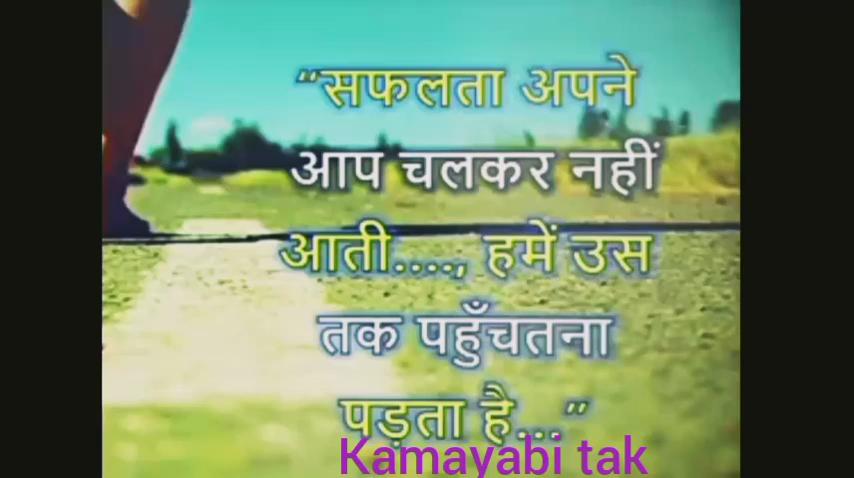 “सफलता अपने
आप चलकर नहीं
आती...., हमें उस
तक पहुँचतना
पड़ता है...”
Kamayabi tak